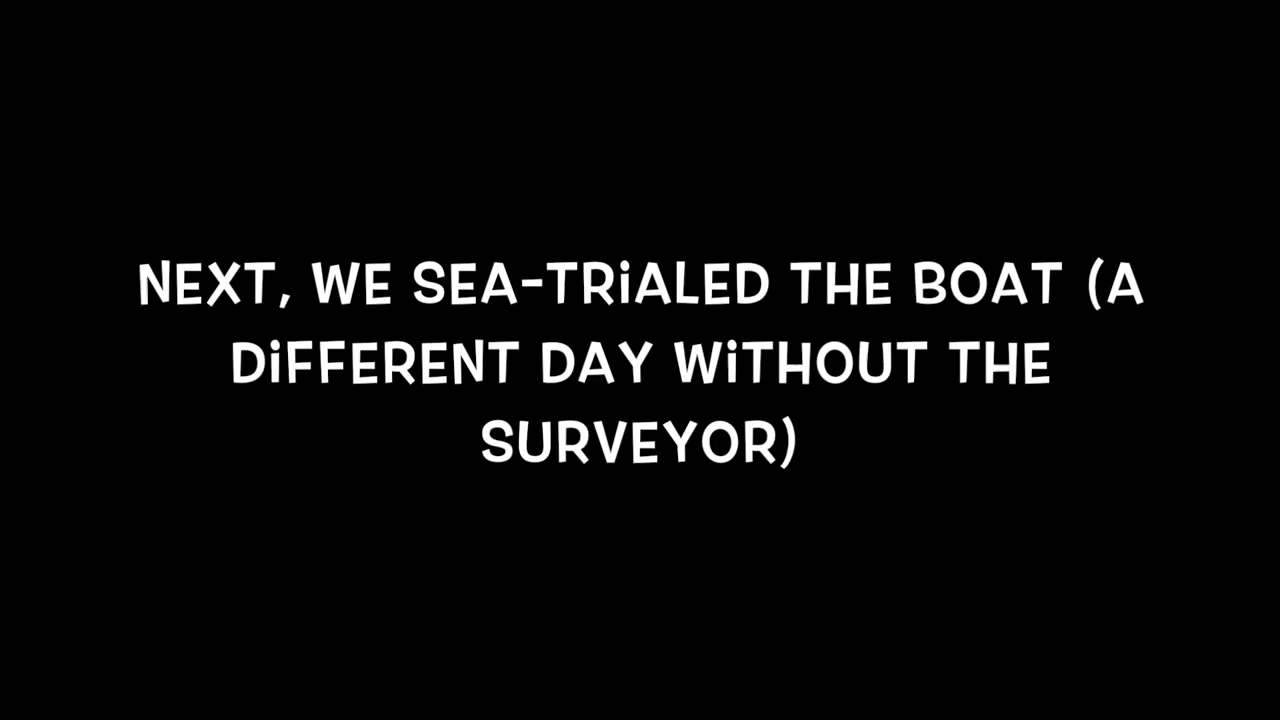 NEXT, WE SEA-TRiALED THE BOAT (A
DiFFERENT DAY WiTHOUT THE
SURVEYOR)